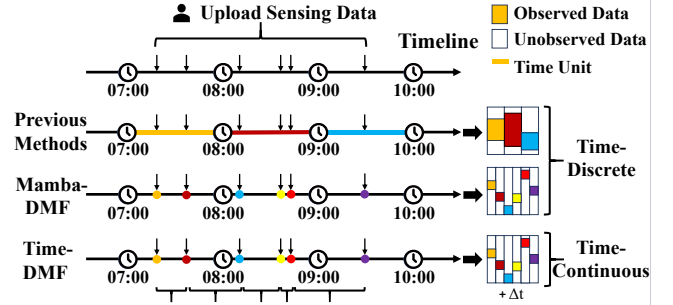 Upload Sensing Data
Timeline
Observed Data
Unobserved Data
Time Unit
07:00 08:00 09:00 10:00
Previous
Methods
07:00 08:00 09:00 10:00
Time-
Discrete
Mamba-
DMF
07:00 08:00 09:00 10:00
Time-
DMF
07:00 08:00 09:00 10:00
Time-
Continuous
+ Δt